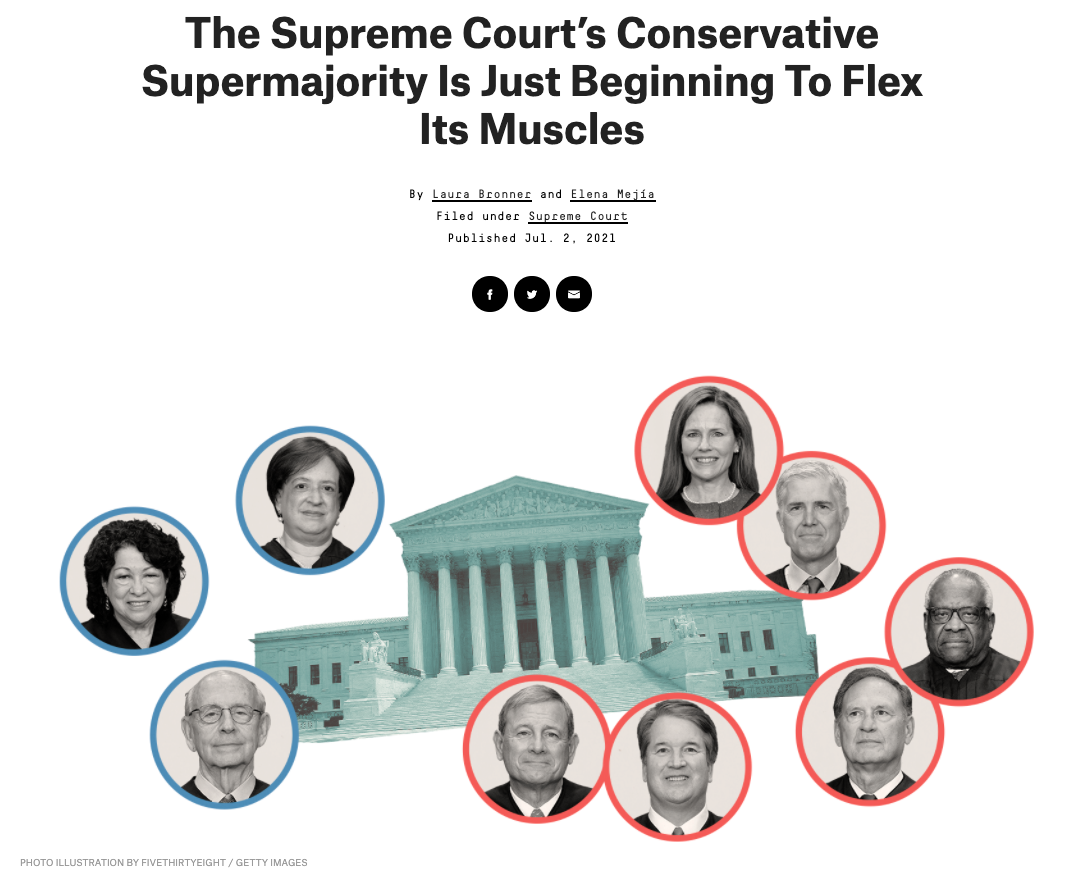 The Supreme Court’s Conservative
Supermajority Is Just Beginning To Flex
Its Muscles
By Laura Bronner and Elena Mejía
Filed under Supreme Court
Published Jul. 2, 2021
PHOTO ILLUSTRATION BY FIVETHIRTYEIGHT / GETTY IMAGES